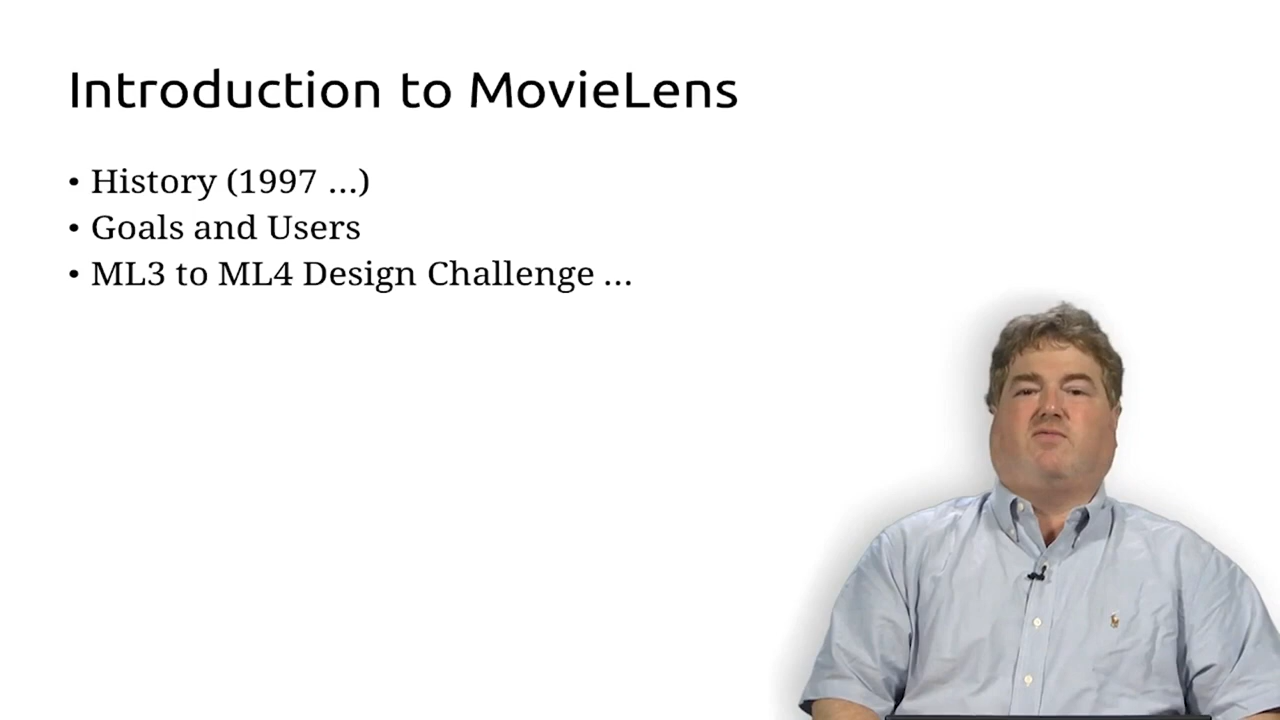 Introduction to MovieLens
• History (1997 …)
• Goals and Users
• ML3 to ML4 Design Challenge …